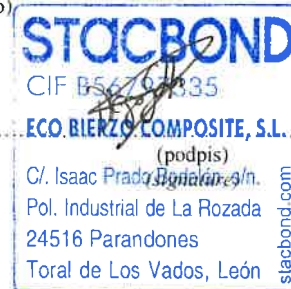 STACBOND
CIF
ECO BIERZO COMPOSITE, S.L.
(podpis)
C/. Isaac Prado s/n.
(signature)
Pol. Industrial de La Rozada
24516 Parandones
Toral de Los Vados, León
stacbond.com